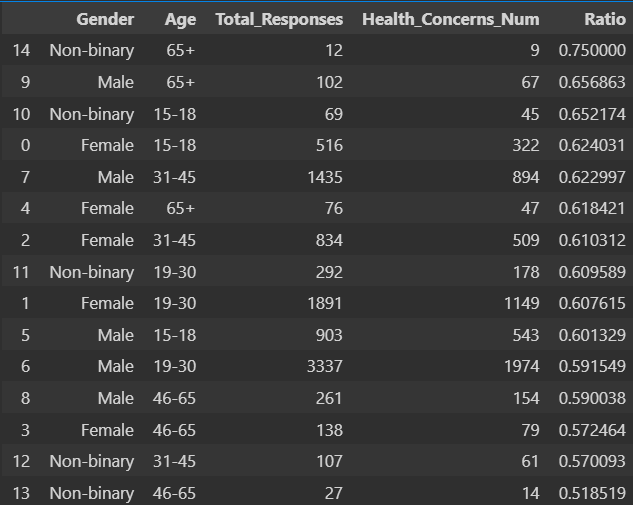 Gender Age Total_Responses Health_Concerns_Num Ratio
14 Non-binary 65+ 12 9 0.750000
9 Male 65+ 102 67 0.656863
10 Non-binary 15-18 69 45 0.652174
0 Female 15-18 516 322 0.624031
7 Male 31-45 1435 894 0.622997
4 Female 65+ 76 47 0.618421
2 Female 31-45 834 509 0.610312
11 Non-binary 19-30 292 178 0.609589
1 Female 19-30 1891 1149 0.607615
5 Male 15-18 903 543 0.601329
6 Male 19-30 3337 1974 0.591549
8 Male 46-65 261 154 0.590038
3 Female 46-65 138 79 0.572464
12 Non-binary 31-45 107 61 0.570093
13 Non-binary 46-65 27 14 0.518519